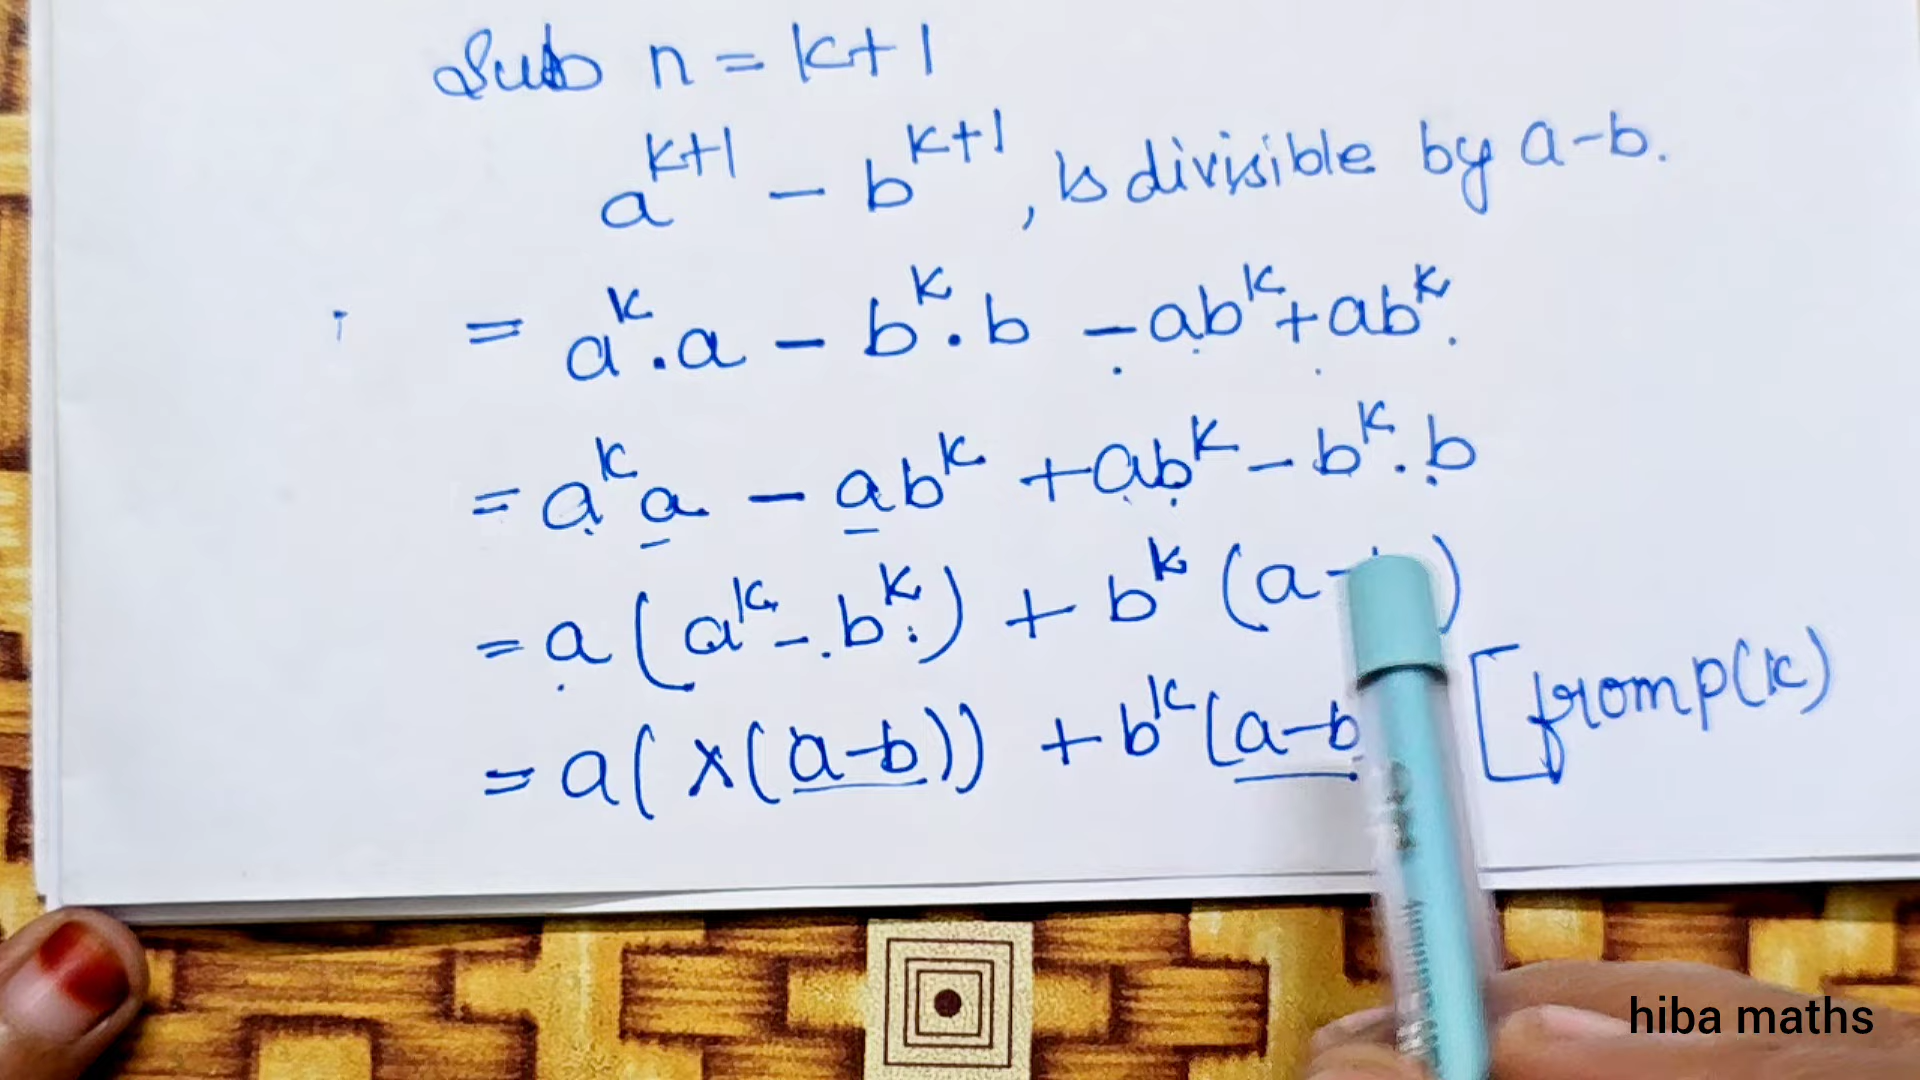 Sub n = k+1
a^{k+1} - b^{k+1}, is divisible by a-b.
= a^k . a - b^k . b - ab^k + ab^k.
= a^k a - ab^k + ab^k - b^k . b
= a(a^k - b^k) + b^k (a - )
= a(x(a-b)) + b^k (a-b [from p(k)
hiba maths